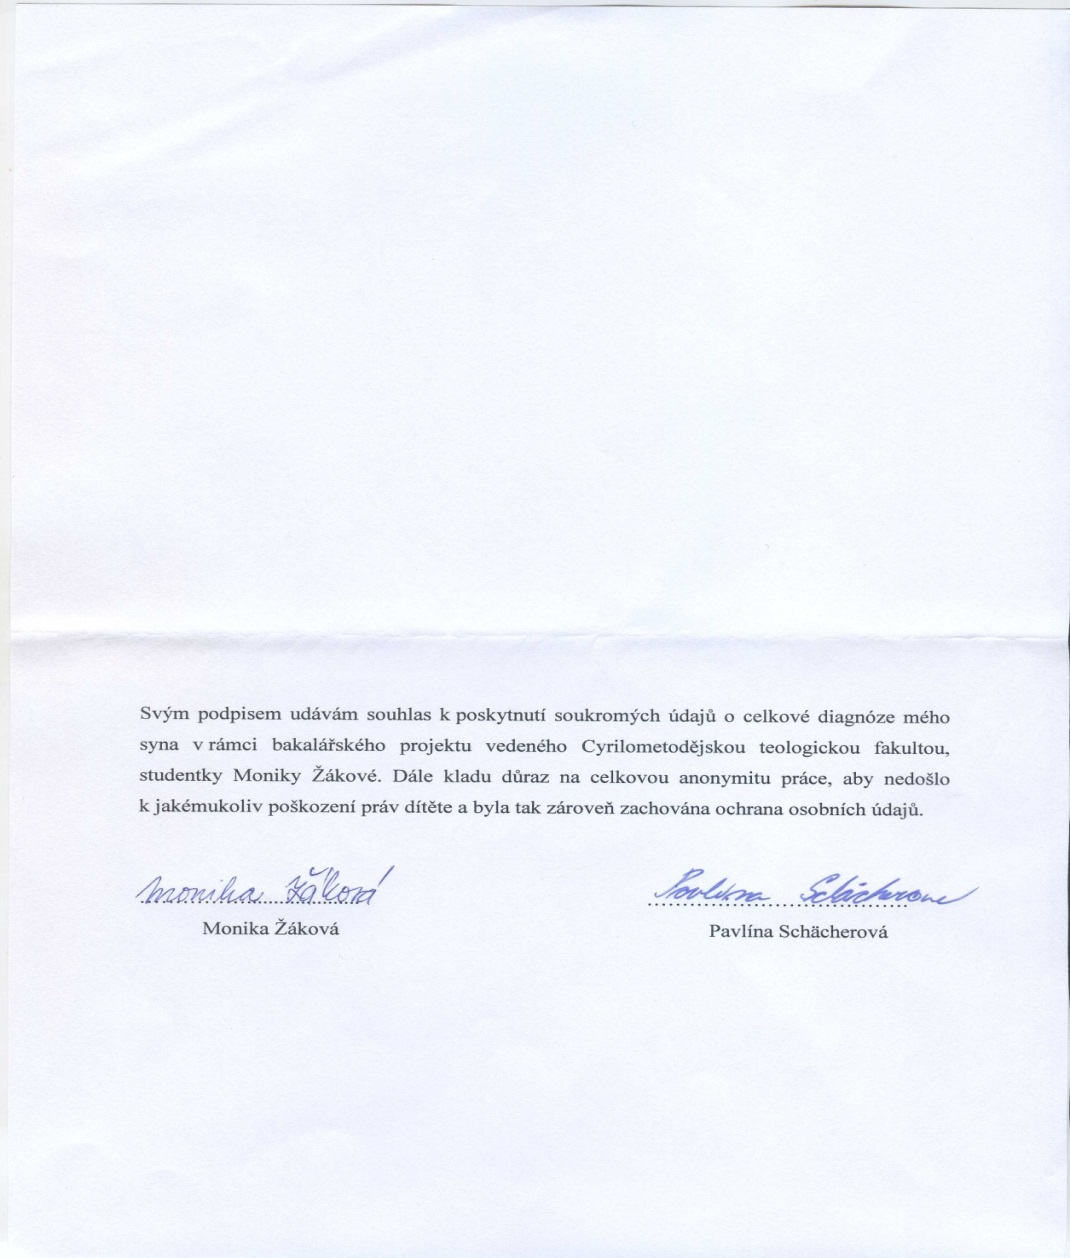 Svým podpisem udávám souhlas k poskytnutí soukromých údajů o celkové diagnóze mého
syna v rámci bakalářského projektu vedeného Cyrilometodějskou teologickou fakultou,
studentky Moniky Žákové. Dále kladu důraz na celkovou anonymitu práce, aby nedošlo
k jakémukoliv poškození práv dítěte a byla tak zároveň zachována ochrana osobních údajů.
Monika Žáková Pavlína Schächerová
Monika Žáková Pavlína Schächerová